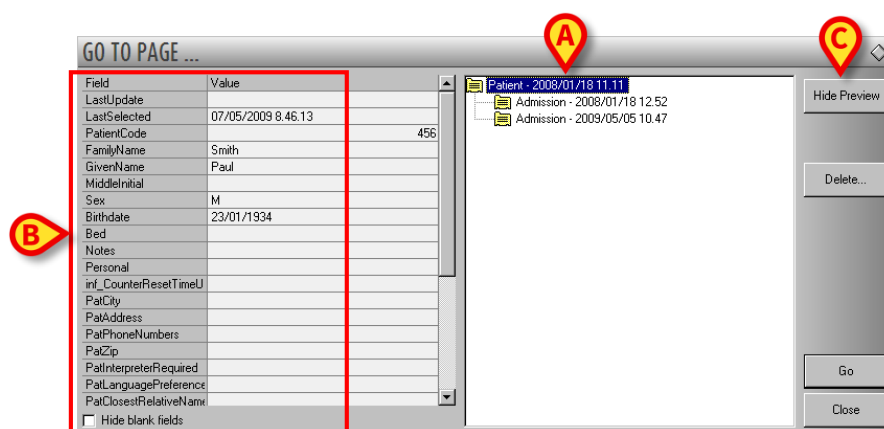 A
C
GO TO PAGE ...
Field Value
LastUpdate
LastSelected 07/05/2009 8.46.13
PatientCode 456
FamilyName Smith
GivenName Paul
MiddleInitial
Sex M
Birthdate 23/01/1934
B
Bed
Notes
Personal
inf_CounterResetTimeU
PatCity
PatAddress
PatPhoneNumbers
PatZip
PatInterpreterRequired
PatLanguagePreference
PatClosestRelativeName
Hide blank fields
Patient - 2008/01/18 11.11
Admission - 2008/01/18 12.52
Admission - 2009/05/05 10.47
Hide Preview
Delete...
Go
Close